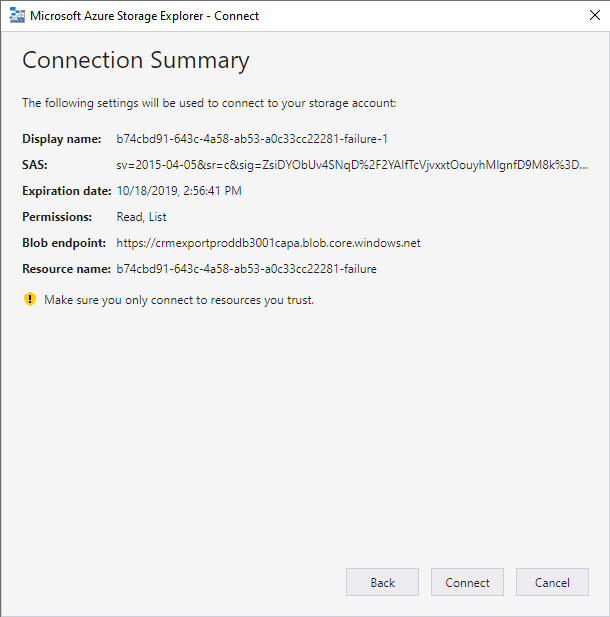 Microsoft Azure Storage Explorer - Connect
Connection Summary
The following settings will be used to connect to your storage account:
Display name: b74cbd91-643c-4a58-ab53-a0c33cc22281-failure-1
SAS: sv=2015-04-05&sr=c&sig=ZsiDYObUv4SNqD%2F2YAlfTcVjvxxtOouyhMlgnfD9M8k%3D...
Expiration date: 10/18/2019, 2:56:41 PM
Permissions: Read, List
Blob endpoint: https://crmexportproddb3001capa.blob.core.windows.net
Resource name: b74cbd91-643c-4a58-ab53-a0c33cc22281-failure
Make sure you only connect to resources you trust.
Back Connect Cancel